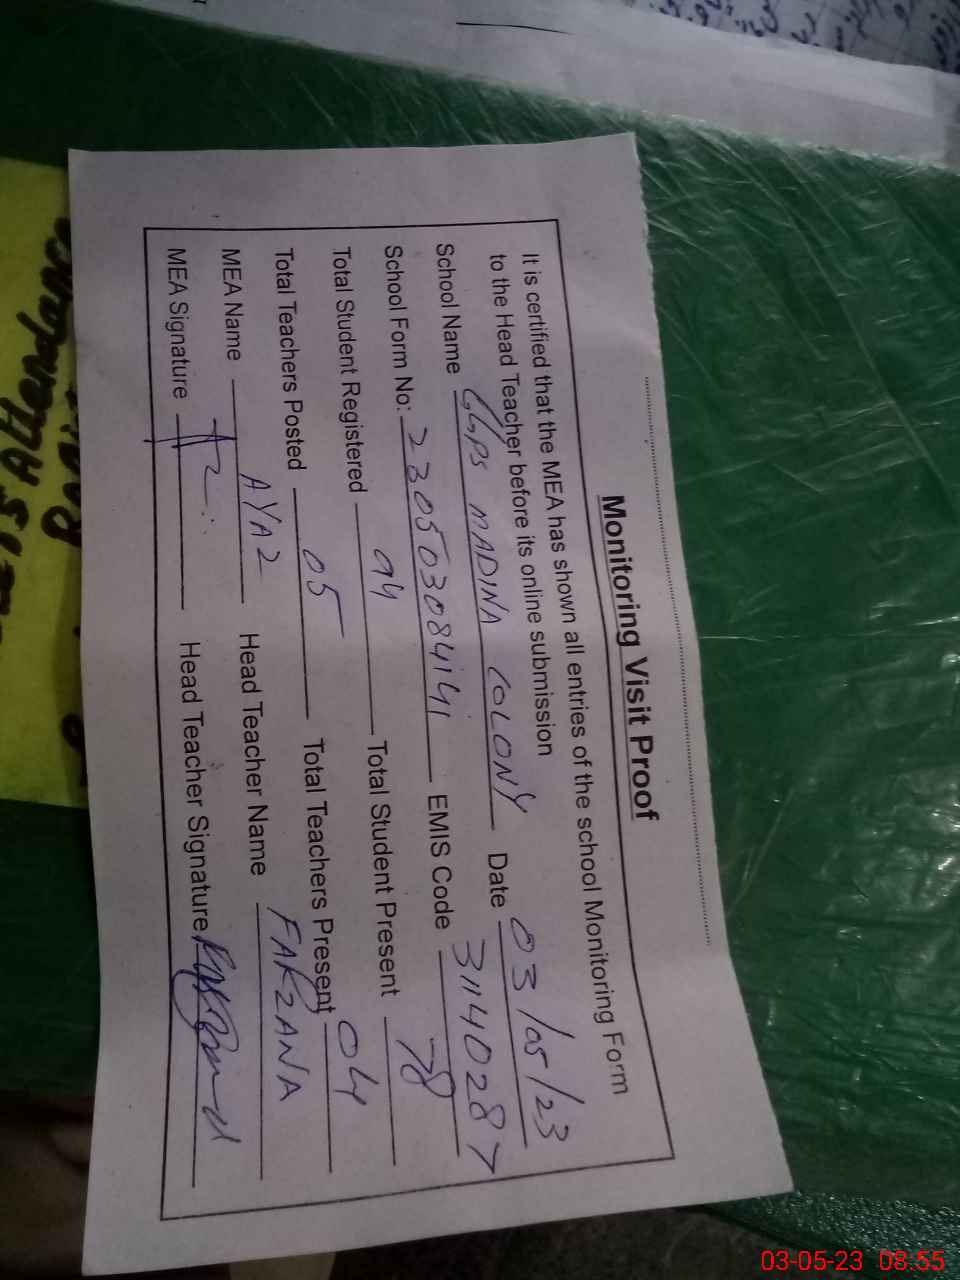 Monitoring Visit Proof
It is certified that the MEA has shown all entries of the school Monitoring Form
to the Head Teacher before its online submission
School Name GGPS MADINA COLONY Date 03/05/23
School Form No: 230503084141 EMIS Code 31140287
Total Student Registered 94 Total Student Present 78
Total Teachers Posted 05 Total Teachers Present 04
MEA Name AYAZ Head Teacher Name FARZANA
MEA Signature Head Teacher Signature
Attendance
03-05-23 08:55